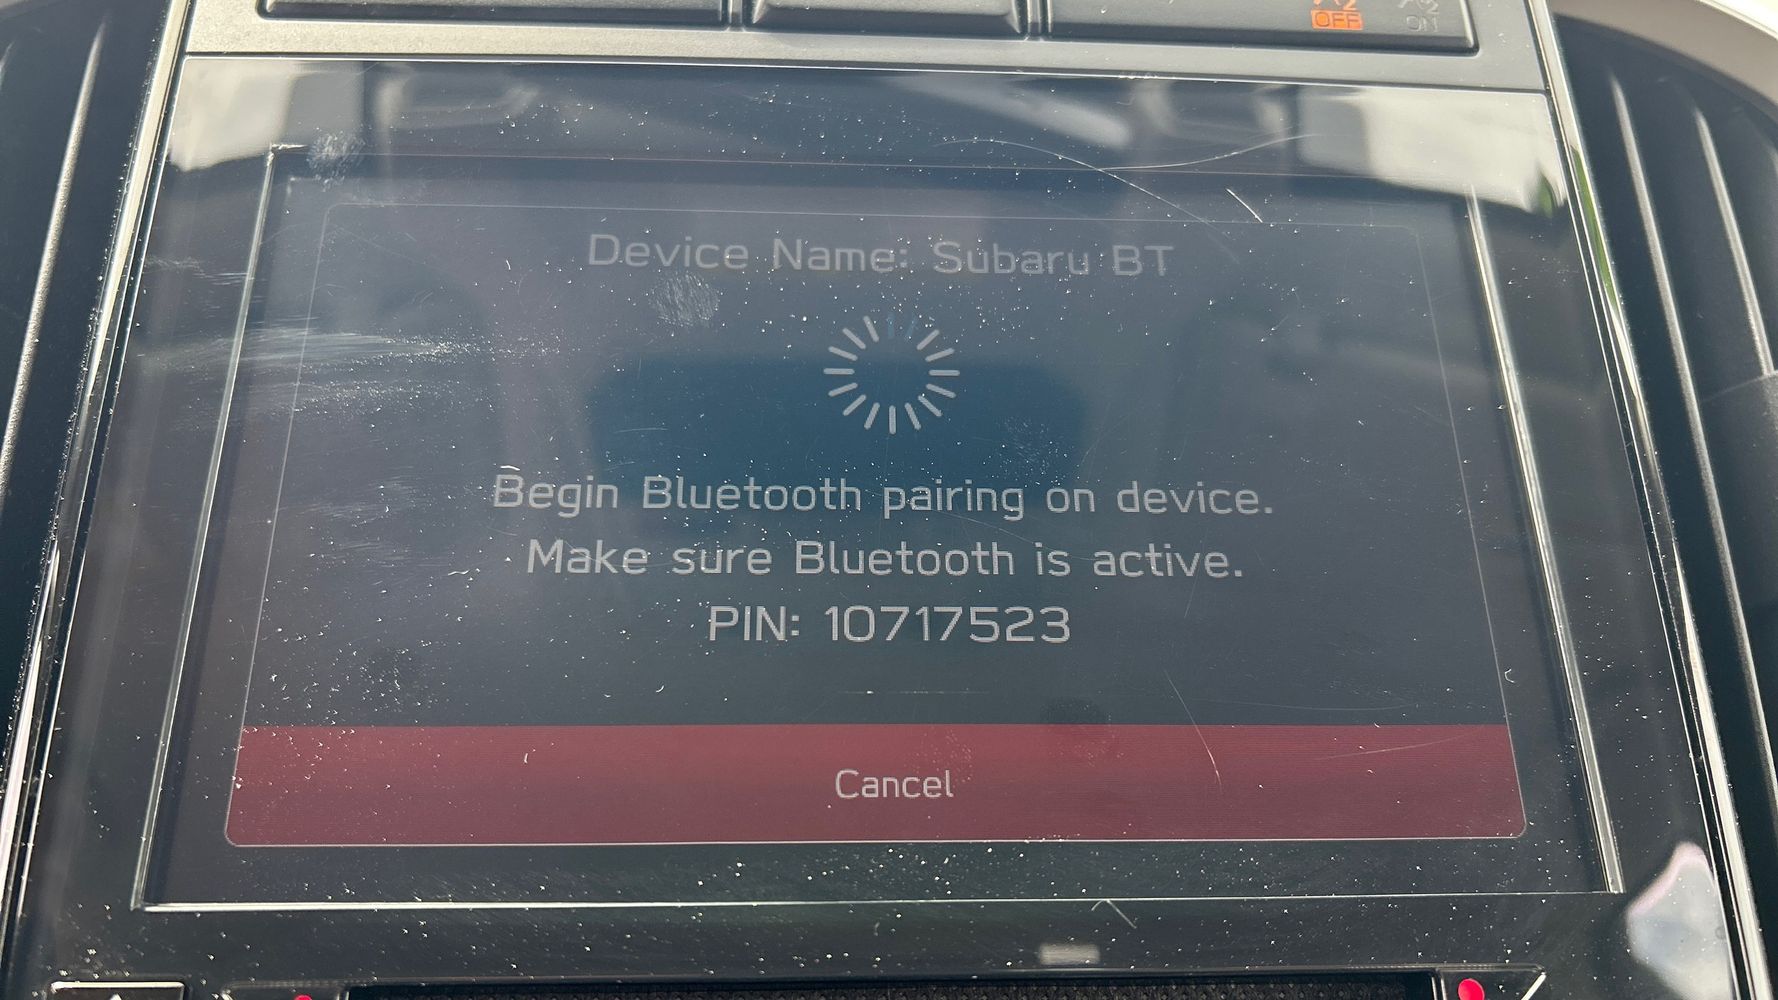 OFF
ON
Device Name: Subaru BT
Begin Bluetooth pairing on device.
Make sure Bluetooth is active.
PIN: 10717523
Cancel